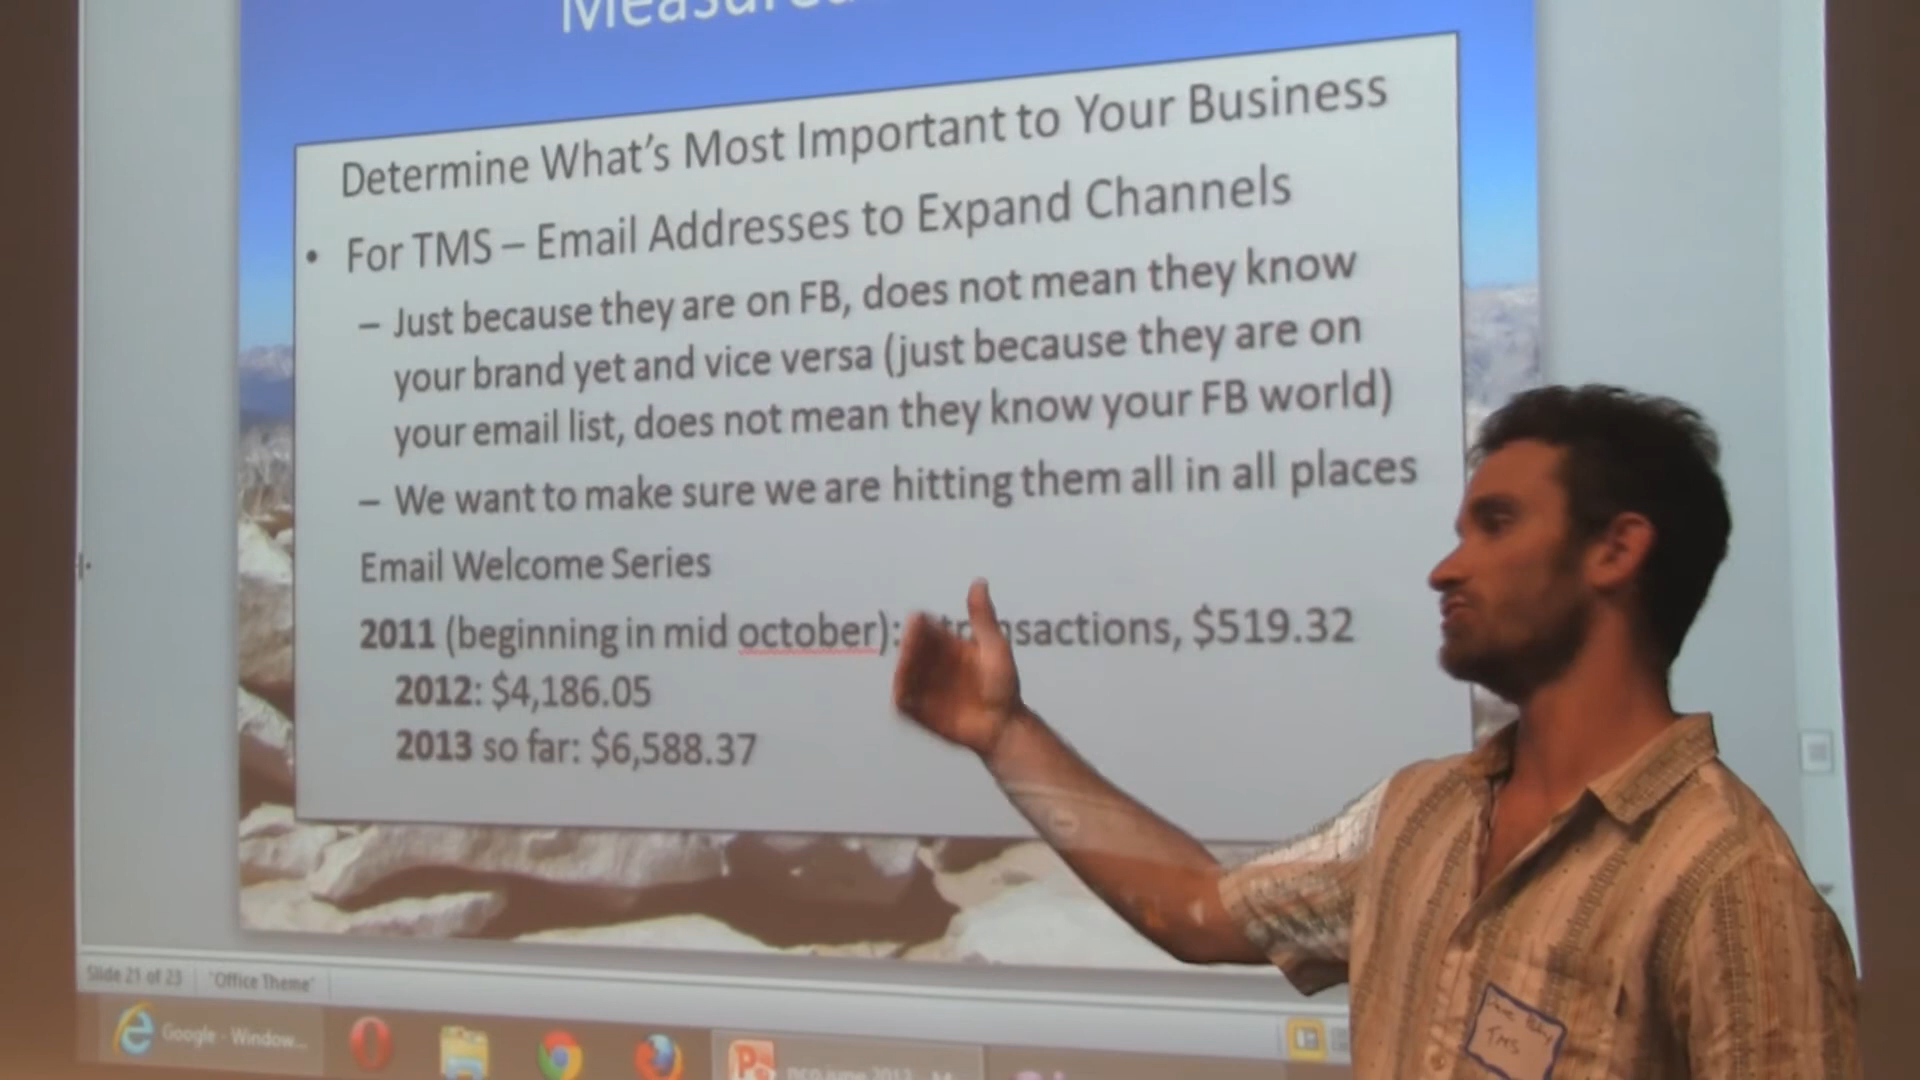 Determine What's Most Important to Your Business
• For TMS – Email Addresses to Expand Channels
– Just because they are on FB, does not mean they know
your brand yet and vice versa (just because they are on
your email list, does not mean they know your FB world)
– We want to make sure we are hitting them all in all places
Email Welcome Series
2011 (beginning in mid october): transactions, $519.32
2012: $4,186.05
2013 so far: $6,588.37
Slide 21 of 23 "Office Theme"
Google - Window...
TMS